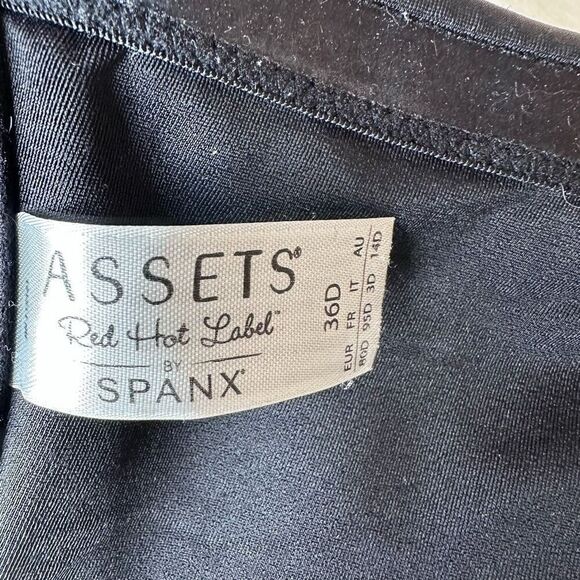 ASSETS®
Red Hot Label™
BY
SPANX®
36D
EUR FR IT AU
80D 95D 3D 14D